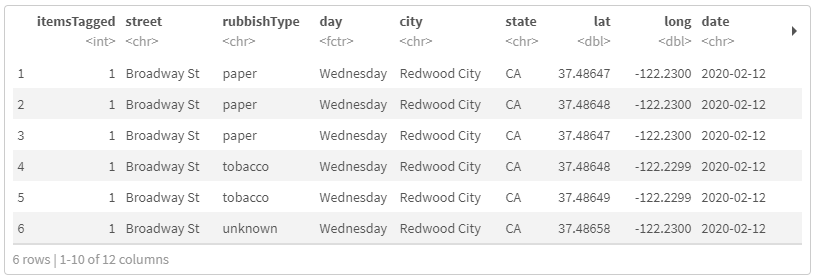 itemsTagged street rubbishType day city state lat long date
<int> <chr> <chr> <fctr> <chr> <chr> <dbl> <dbl> <chr>
1 1 Broadway St paper Wednesday Redwood City CA 37.48647 -122.2300 2020-02-12
2 1 Broadway St paper Wednesday Redwood City CA 37.48648 -122.2300 2020-02-12
3 1 Broadway St paper Wednesday Redwood City CA 37.48647 -122.2300 2020-02-12
4 1 Broadway St tobacco Wednesday Redwood City CA 37.48648 -122.2299 2020-02-12
5 1 Broadway St tobacco Wednesday Redwood City CA 37.48649 -122.2299 2020-02-12
6 1 Broadway St unknown Wednesday Redwood City CA 37.48658 -122.2300 2020-02-12
6 rows | 1-10 of 12 columns